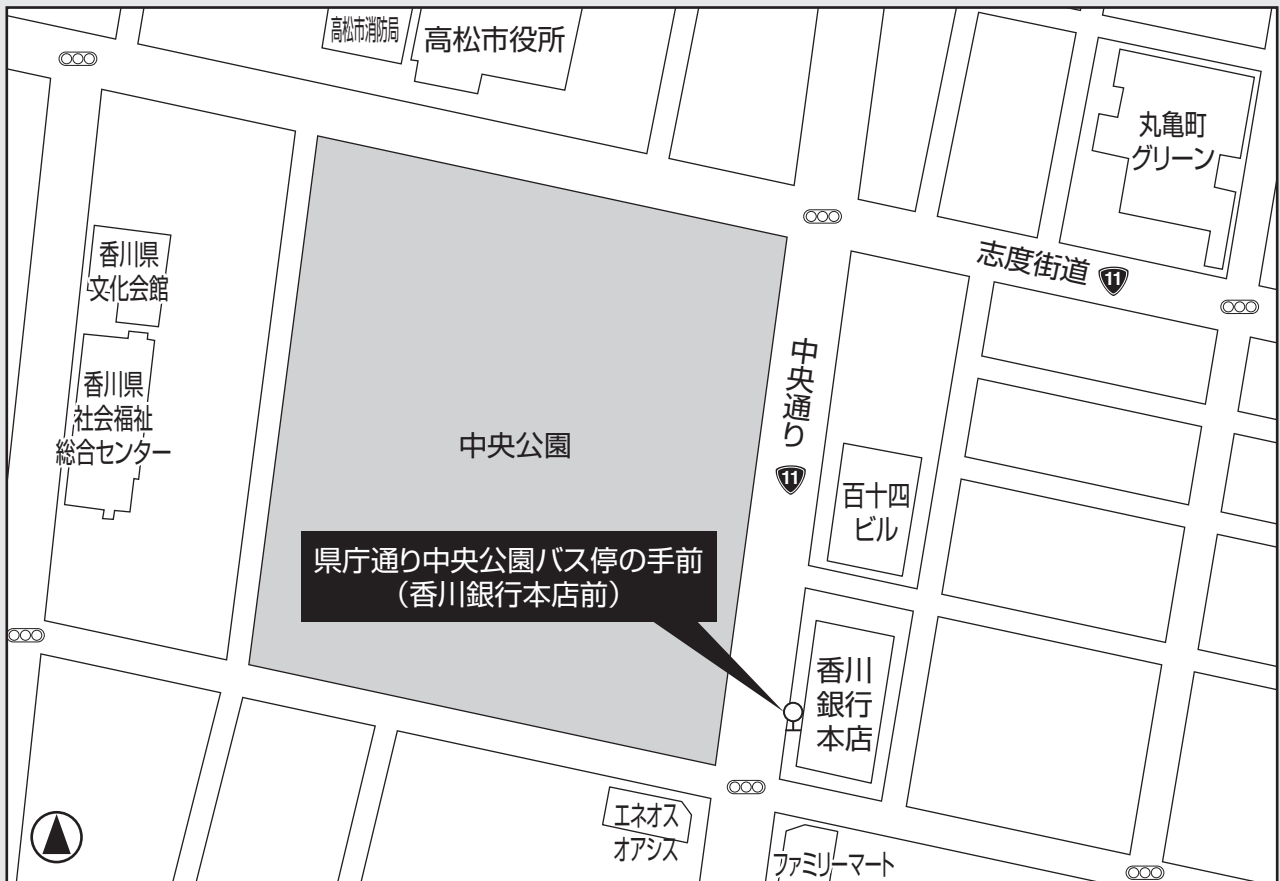 高松市消防局
高松市役所
丸亀町
グリーン
香川県
文化会館
志度街道
11
香川県
社会福祉
総合センター
中央通り
11
中央公園
百十四
ビル
県庁通り中央公園バス停の手前
（香川銀行本店前）
香川
銀行
本店
エネオス
オアシス
ファミリーマート